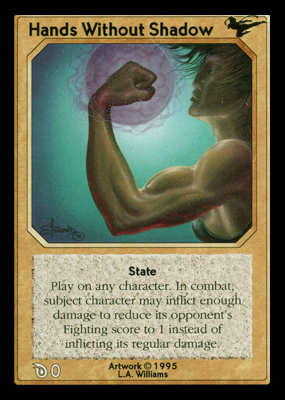 Hands Without Shadow
State
Play on any character. In combat,
subject character may inflict enough
damage to reduce its opponent's
Fighting score to 1 instead of
inflicting its regular damage.
0
Artwork © 1995
L.A. Williams